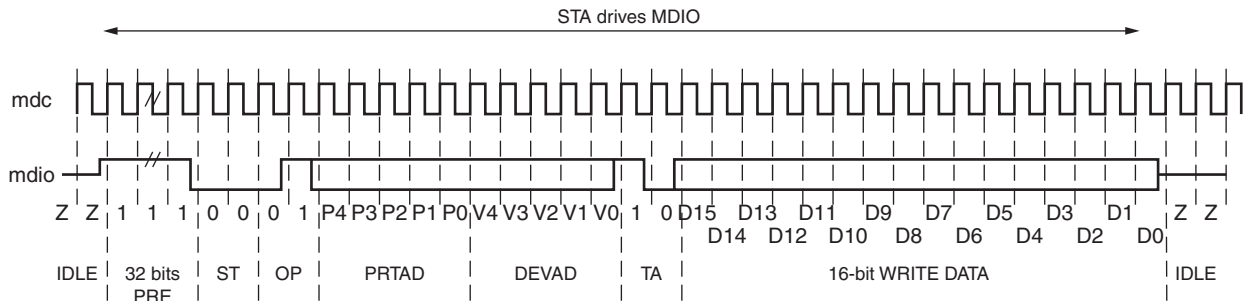 STA drives MDIO
mdc
mdio
Z Z 1 1 1 0 0 0 1 P4 P3 P2 P1 P0 V4 V3 V2 V1 V0 1 0 D15 D13 D11 D9 D7 D5 D3 D1 Z Z
D14 D12 D10 D8 D6 D4 D2 D0
IDLE 32 bits ST OP PRTAD DEVAD TA 16-bit WRITE DATA IDLE
PRE